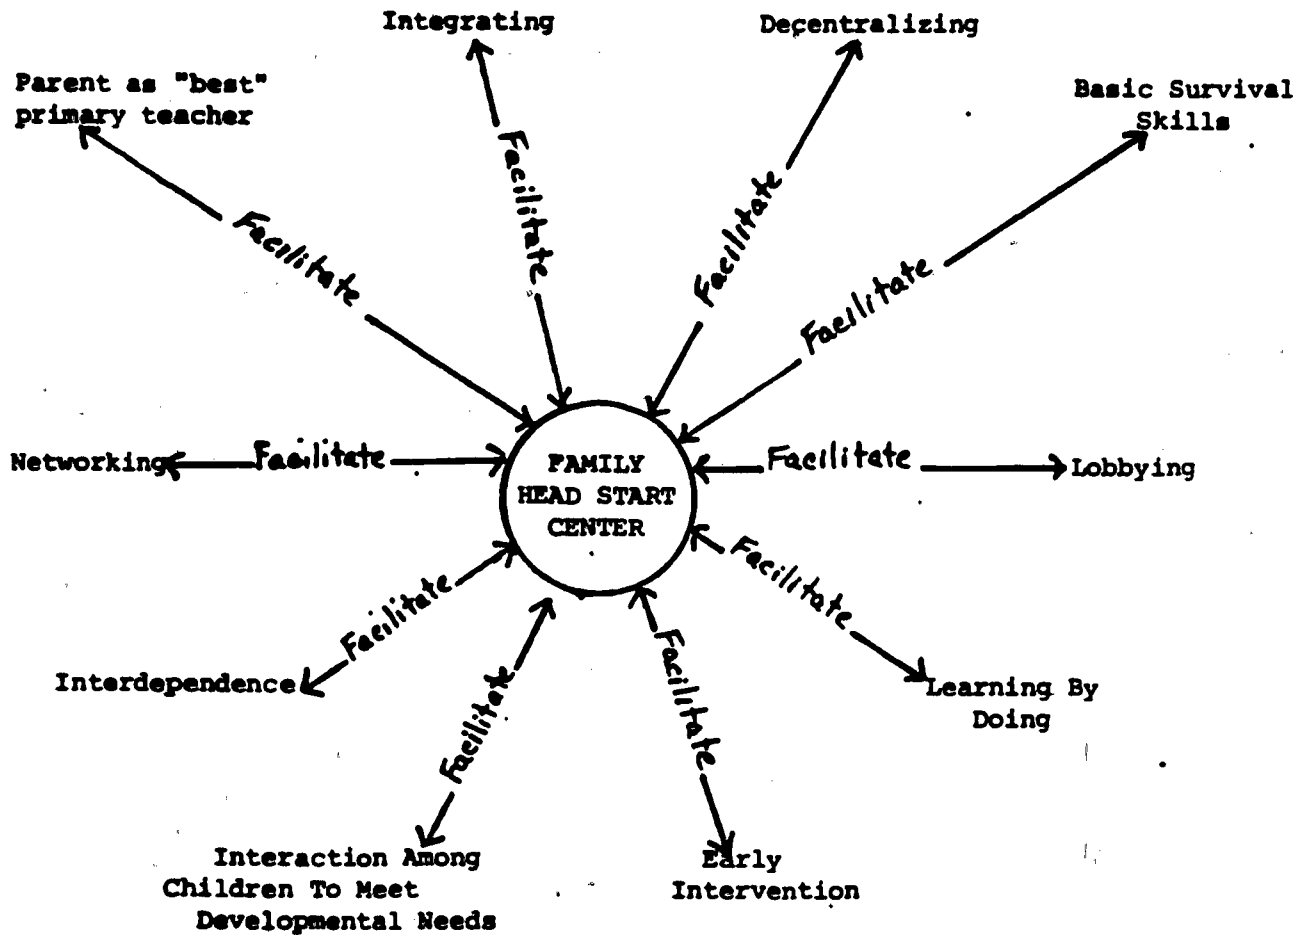 Integrating
Decentralizing
Parent as "best"
primary teacher
Basic Survival
Skills
Facilitate
Facilitate
Facilitate
Facilitate
Networking
Facilitate
FAMILY
HEAD START
CENTER
Facilitate
Lobbying
Facilitate
Facilitate
Interdependence
Learning By
Doing
Facilitate
Facilitate
Interaction Among
Children To Meet
Developmental Needs
Early
Intervention